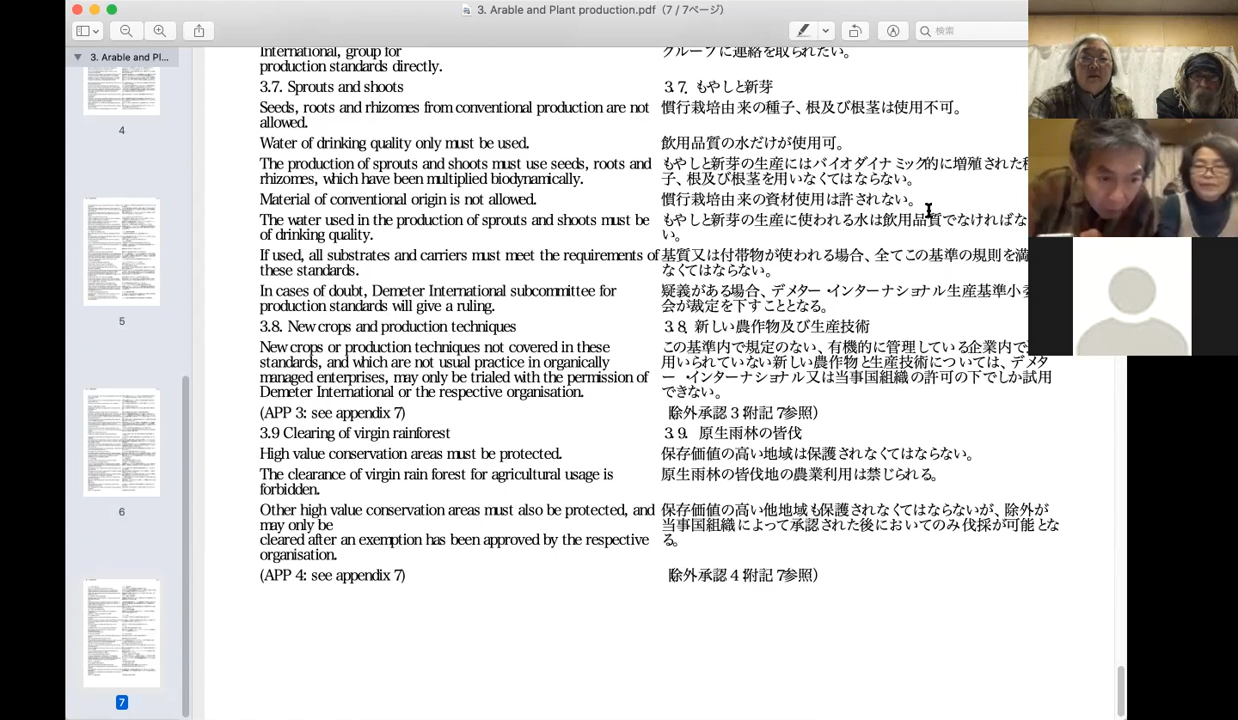 3. Arable and Plant production.pdf (7 / 7ページ)
検索
3. Arable and Pl...
4
5
6
7
International, group for
production standards directly.
3.7. Sprouts and shoots
Seeds, roots and rhizomes from conventional production are not
allowed.
Water of drinking quality only must be used.
The production of sprouts and shoots must use seeds, roots and
rhizomes, which have been multiplied biodynamically.
Material of conventional origin is not allowed.
The water used in the production of sprouts and shoots must be
of drinking quality.
If used, all substrates and carriers must meet the requirements of
these standards.
In cases of doubt, Demeter International subcommittee for
production standards will give a ruling.
3.8. New crops and production techniques
New crops or production techniques not covered in these
standards, and which are not usual practice in organically
managed enterprises, may only be trialed with the permission of
Demeter International or the respective organisation.
(APP 3: see appendix 7)
3.9 Clearing of virgin rainforest
High value conservation areas must be protected.
The clearance of virgin rain forest for agricultural usage is
forbidden.
Other high value conservation areas must also be protected, and
may only be
cleared after an exemption has been approved by the respective
organisation.
(APP 4: see appendix 7)
グループに連絡を取られたい。
3.7. もやしと新芽
慣行栽培由来の種子、根及び根茎は使用不可。
飲用品質の水だけが使用可。
もやしと新芽の生産にはバイオダイナミック的に増殖された
子、根及び根茎を用いなくてはならない。
慣行栽培由来の資材使用は許されない。
もやしと新芽の生産に使われる水は飲用品質でなければな
い。
基質又は付帯物が使われる場合、全てこの基準の規則を満
なくてはならない。
疑義がある場合、デメター・インターナショナル生産基準小
会が裁定を下すこととなる。
3.8. 新しい農作物及び生産技術
この基準内で規定のない、有機的に管理している企業内で
用いられていない新しい農作物と生産技術については、デメタ
ー・インターナショナル又は当事国組織の許可の下でしか試用
できない。
(除外承認 3:附記 7参照)
3.9. 原生雨林の皆伐
保存価値の高い地域は保護されなくてはならない。
原生雨林の皆伐地の農業利用は禁じられる。
保存価値の高い他地域も保護されなくてはならないが、除外が
当事国組織によって承認された後においてのみ伐採が可能とな
る。
(除外承認 4:附記 7参照)